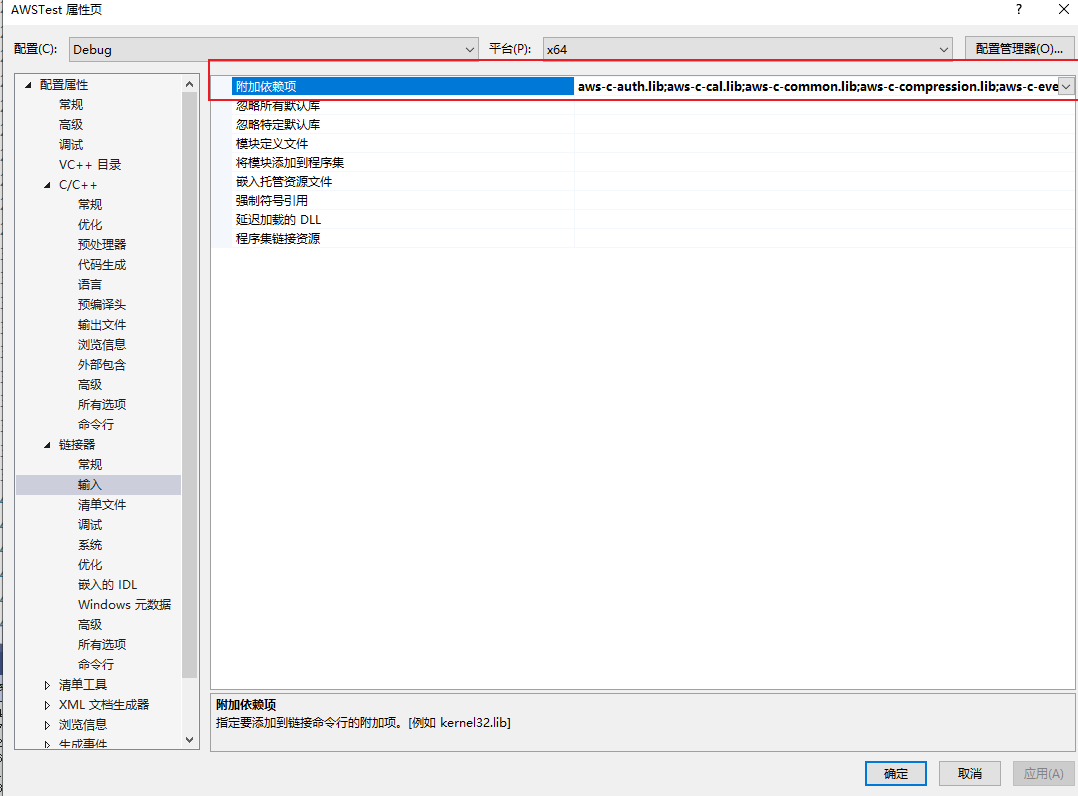 AWSTest 属性页
?
配置(C):
Debug
平台(P):
x64
配置管理器(O)...
配置属性
常规
高级
调试
VC++ 目录
C/C++
常规
优化
预处理器
代码生成
语言
预编译头
输出文件
浏览信息
外部包含
高级
所有选项
命令行
链接器
常规
输入
清单文件
调试
系统
优化
嵌入的 IDL
Windows 元数据
高级
所有选项
命令行
清单工具
XML 文档生成器
浏览信息
生成事件
附加依赖项
aws-c-auth.lib;aws-c-cal.lib;aws-c-common.lib;aws-c-compression.lib;aws-c-eve
忽略所有默认库
忽略特定默认库
模块定义文件
将模块添加到程序集
嵌入托管资源文件
强制符号引用
延迟加载的 DLL
程序集链接资源
附加依赖项
指定要添加到链接命令行的附加项。[例如 kernel32.lib]
确定
取消
应用(A)